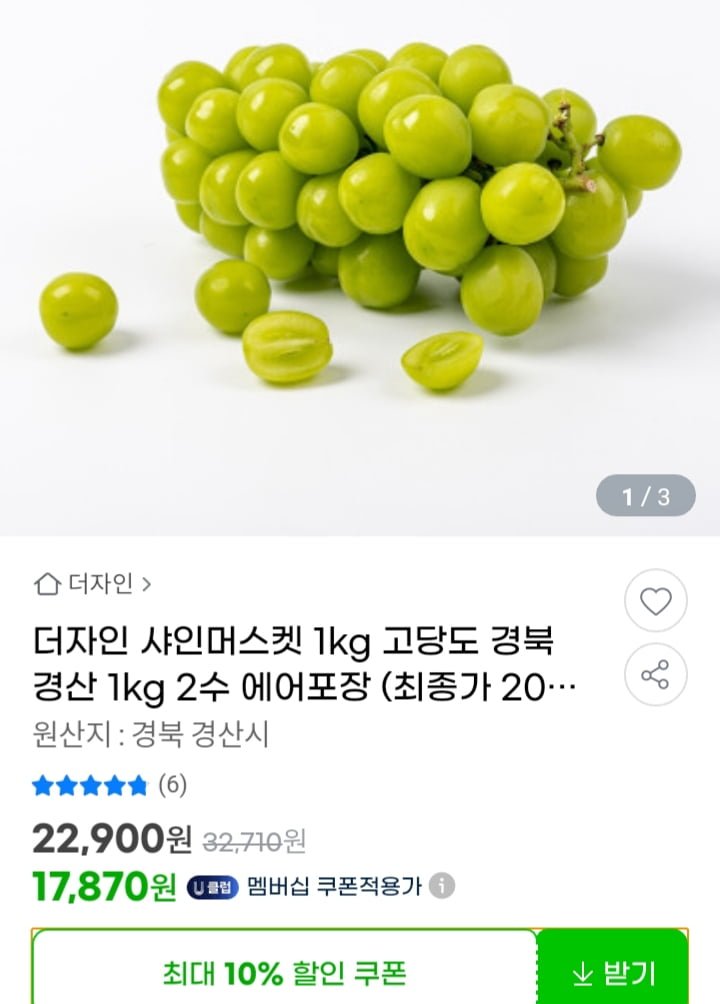 1 / 3
더자인 >
더자인 샤인머스켓 1kg 고당도 경북
경산 1kg 2수 에어포장 (최종가 20…
원산지 : 경북 경산시
(6)
22,900원 32,710원
17,870원 U클럽 멤버십 쿠폰적용가 i
최대 10% 할인 쿠폰 받기